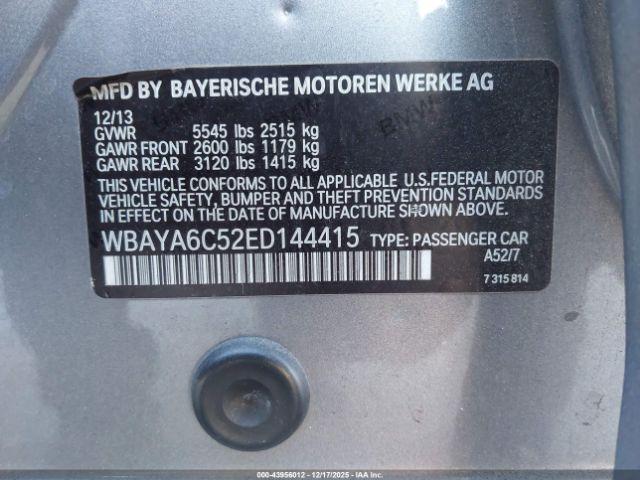 MFD BY BAYERISCHE MOTOREN WERKE AG
12/13
GVWR 5545 lbs 2515 kg
GAWR FRONT 2600 lbs 1179 kg
GAWR REAR 3120 lbs 1415 kg
THIS VEHICLE CONFORMS TO ALL APPLICABLE U.S.FEDERAL MOTOR
VEHICLE SAFETY, BUMPER AND THEFT PREVENTION STANDARDS
IN EFFECT ON THE DATE OF MANUFACTURE SHOWN ABOVE.
WBAYA6C52ED144415 TYPE: PASSENGER CAR
A52/7
7 315 814
000-43956012 - 12/17/2025 - IAAI.COM